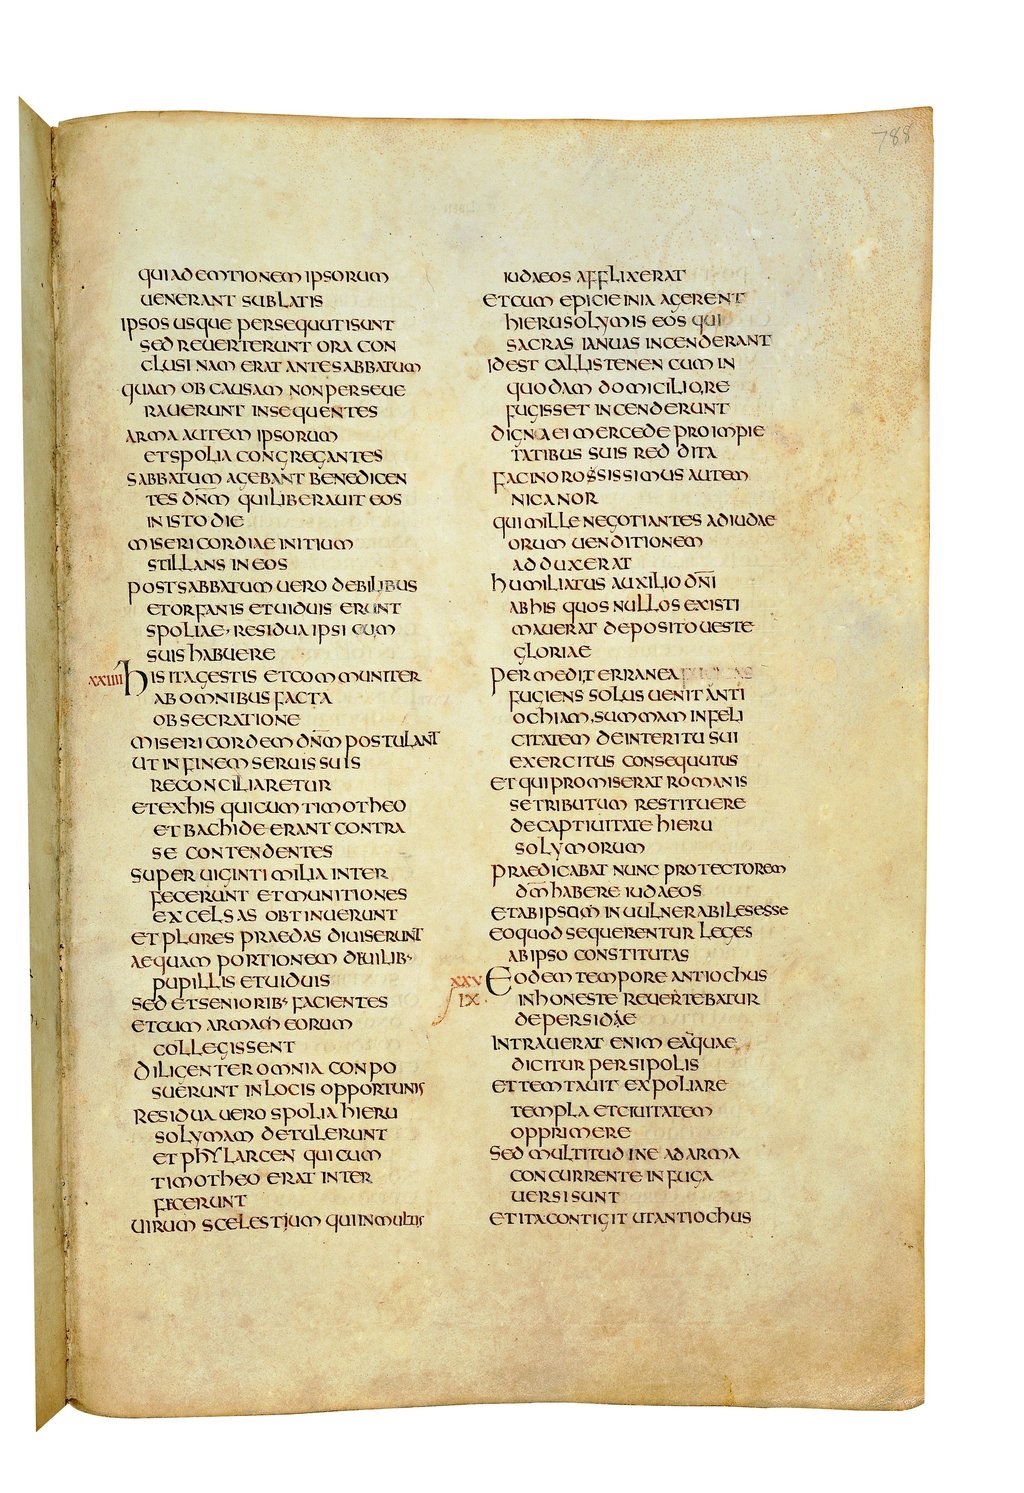 788
qui ad emtionem ipsorum
uenerant sublatis
ipsos usque persequuti sunt
sed reuerterunt ora con
clusi nam erat ante sabbatum
quam ob causam non perseue
rauerunt insequentes
arma autem ipsorum
et spolia congregantes
sabbatum agebant benedicen
tes dn̄m qui liberauit eos
in isto die
misericordiae initium
stillans in eos
post sabbatum uero debilibus
et orfanis et uiduis erunt
spoliae, residua ipsi cum
suis habuere
xxiiii his ita gestis et communiter
ab omnibus facta
obsecratione
misericordem dn̄m postulant
ut in finem seruis suis
reconciliaretur
et ex his qui cum timotheo
et bachide erant contra
se contendentes
super uiginti milia inter
fecerunt et munitiones
excelsas obtinuerunt
et plures praedas diuiserunt
aequam portionem debilib·
pupillis et uiduis
sed et seniorib· facientes
et cum arma eorum
collegissent
diligenter omnia conpo
suerunt in locis opportunis
residua uero spolia hieru
solymam detulerunt
et phylarcen qui cum
timotheo erat inter
fecerunt
uirum scelestium qui in multis
iudaeos afflixerat
et cum epicieinia agerent
hierusolymis eos qui
sacras ianuas incenderant
id est callistenen cum in
quodam domicilio, re
fugisset incenderunt
digna ei mercede pro impie
tatibus suis reddita
facinorossissimus autem
nicanor
qui mille negotiantes ad iudae
orum uenditionem
adduxerat
humiliatus auxilio dn̄i
ab his quos nullos existi
mauerat deposito ueste
gloriae
per mediterranea
fugiens solus uenit anti
ochiam, summam infeli
citatem de interitu sui
exercitus consequutus
et qui promiserat romanis
se tributum restituere
de captiuitate hieru
solymorum
praedicabat nunc protectorem
dm̄ habere iudaeos
et ab ipsum inuulnerabiles esse
eo quod sequerentur leges
ab ipso constitutas
xxv eodem tempore antiochus
ix · inhoneste reuertebatur
de persidae
intrauerat enim ea quae
dicitur persipolis
et temtauit expoliare
templa et ciuitatem
opprimere
sed multitudine ad arma
concurrente in fuga
uersi sunt
et ita contigit ut antiochus